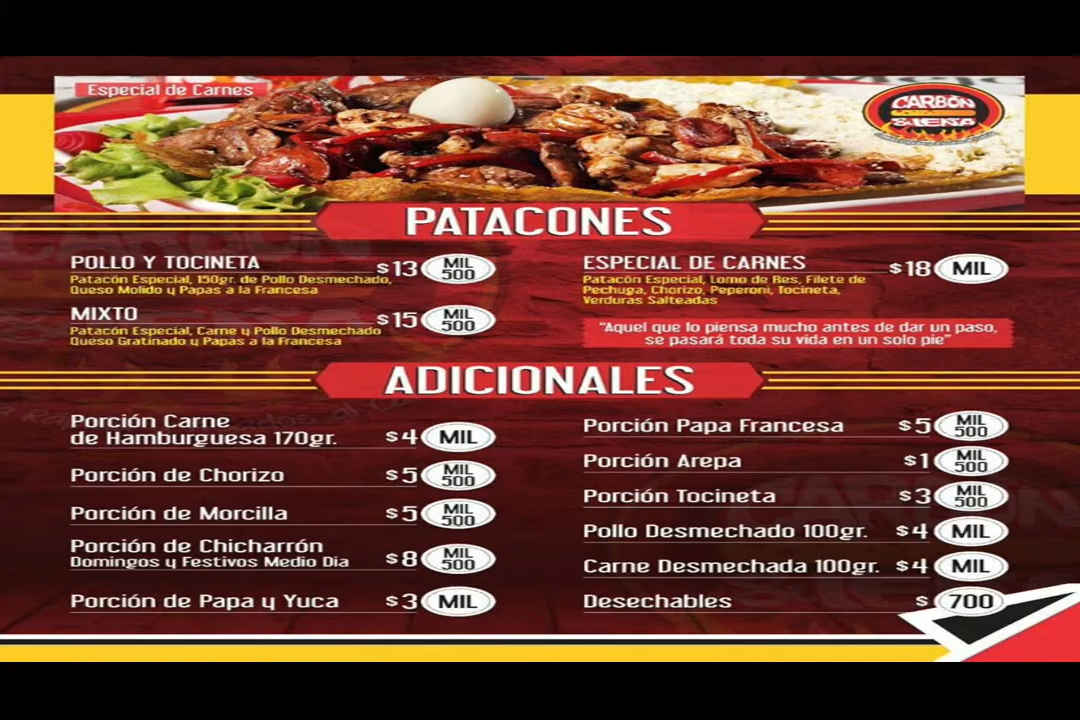 Especial de Carnes
CARBÓN
& LEÑA
PATACONES
POLLO Y TOCINETA $13 MIL 500
Patacón Especial, 150gr. de Pollo Desmechado,
Queso Molido y Papas a la Francesa
MIXTO $15 MIL 500
Patacón Especial, Carne y Pollo Desmechado
Queso Gratinado y Papas a la Francesa
ESPECIAL DE CARNES $18 MIL
Patacón Especial, Lomo de Res, Filete de
Pechuga, Chorizo, Peperoni, Tocineta,
Verduras Salteadas
"Aquel que lo piensa mucho antes de dar un paso,
se pasará toda su vida en un solo pie"
ADICIONALES
Porción Carne
de Hamburguesa 170gr. $4 MIL
Porción de Chorizo $5 MIL 500
Porción de Morcilla $5 MIL 500
Porción de Chicharrón
Domingos y Festivos Medio Dia $8 MIL 500
Porción de Papa y Yuca $3 MIL
Porción Papa Francesa $5 MIL 500
Porción Arepa $1 MIL 500
Porción Tocineta $3 MIL 500
Pollo Desmechado 100gr. $4 MIL
Carne Desmechada 100gr. $4 MIL
Desechables $ 700